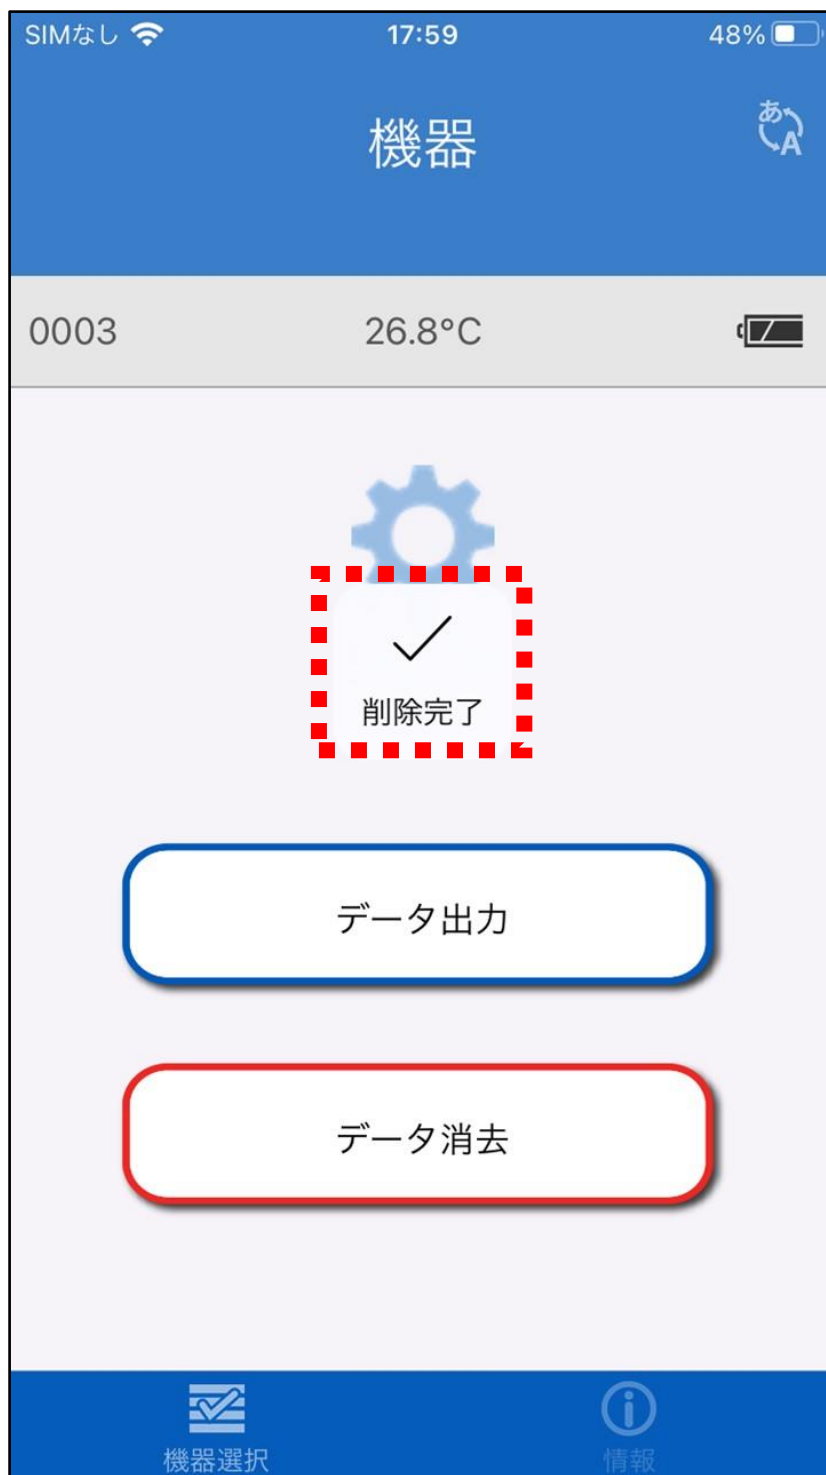 SIMなし 17:59 48%
機器
あ
A
0003 26.8°C
削除完了
データ出力
データ消去
機器選択 情報